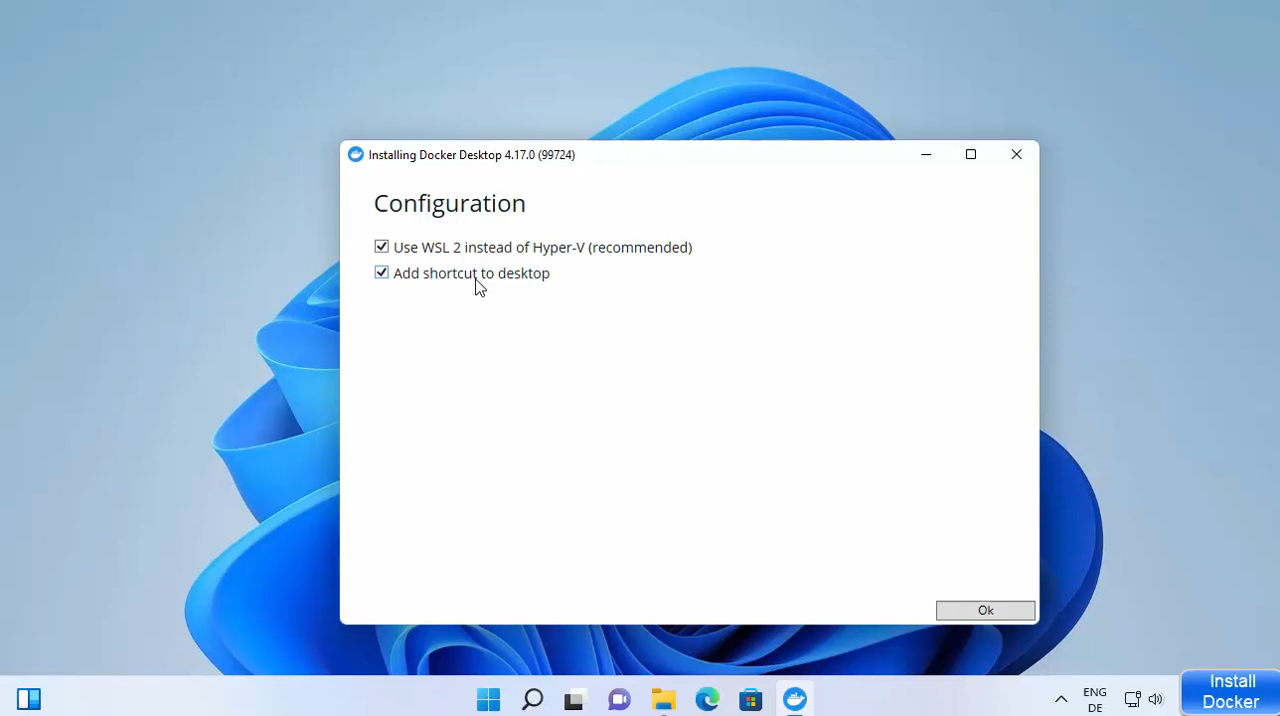 Installing Docker Desktop 4.17.0 (99724)
Configuration
Use WSL 2 instead of Hyper-V (recommended)
Add shortcut to desktop
Ok
ENG
DE
Install
Docker